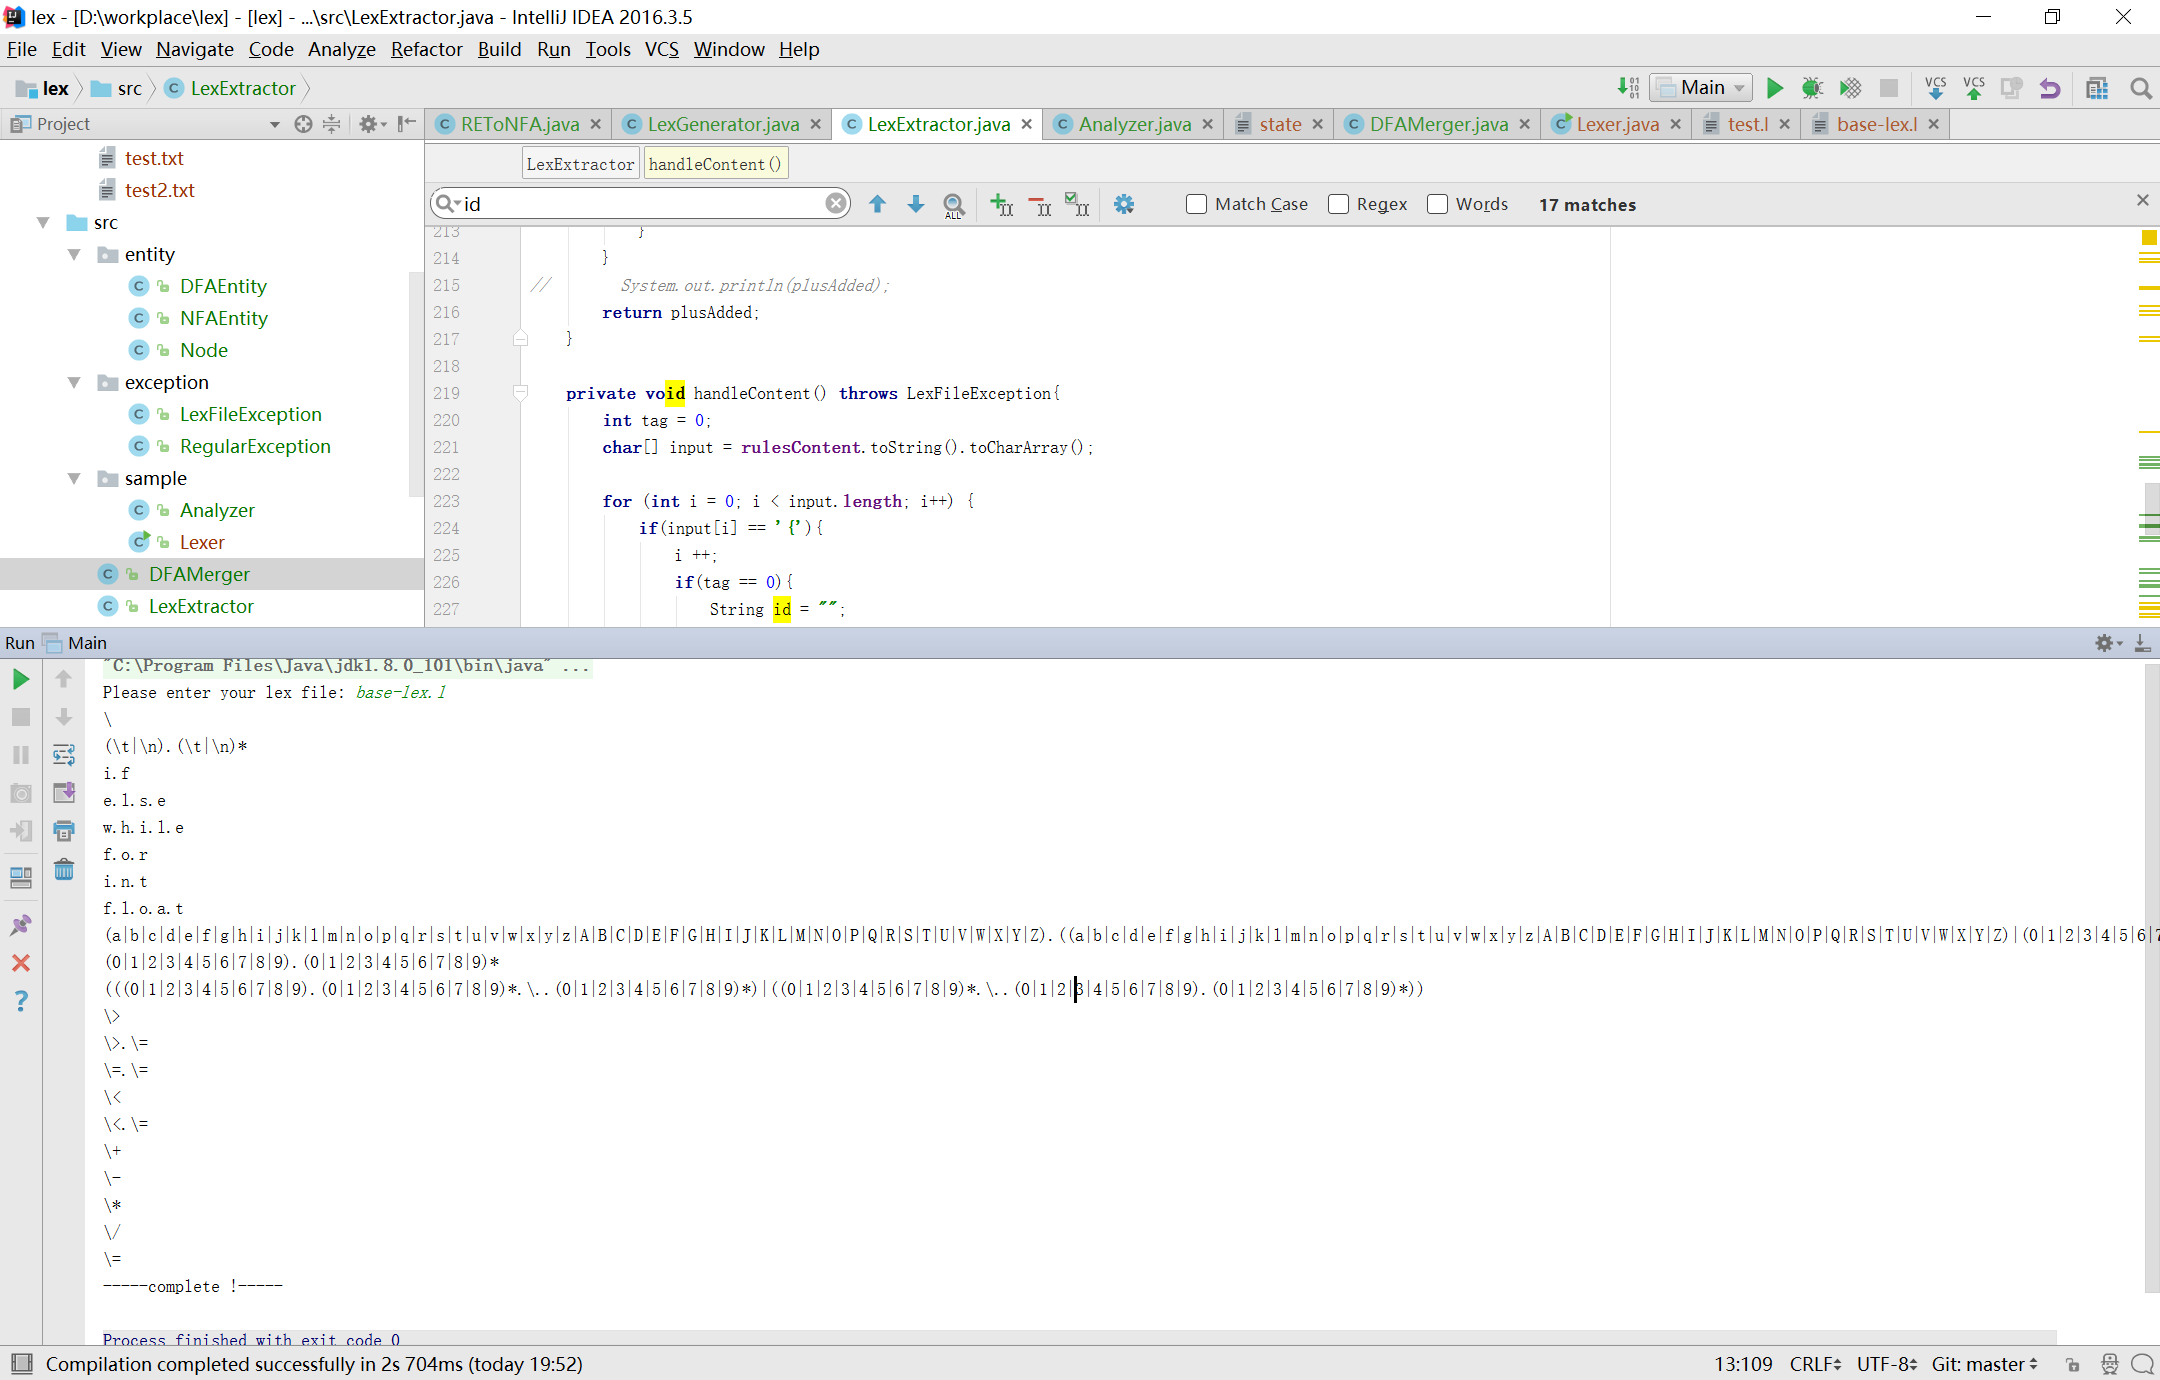 lex - [D:\workplace\lex] - [lex] - ...\src\LexExtractor.java - IntelliJ IDEA 2016.3.5
File Edit View Navigate Code Analyze Refactor Build Run Tools VCS Window Help
lex src LexExtractor Main VCS VCS
Project REToNFA.java LexGenerator.java LexExtractor.java Analyzer.java state DFAMerger.java Lexer.java test.l base-lex.l
test.txt
test2.txt
src
entity
DFAEntity
NFAEntity
Node
exception
LexFileException
RegularException
sample
Analyzer
Lexer
DFAMerger
LexExtractor
LexExtractor handleContent()
id Match Case Regex Words 17 matches
213 }
214 }
215 // System.out.println(plusAdded);
216 return plusAdded;
217 }
218
219 private void handleContent() throws LexFileException{
220 int tag = 0;
221 char[] input = rulesContent.toString().toCharArray();
222
223 for (int i = 0; i < input.length; i++) {
224 if(input[i] == '{'){
225 i ++;
226 if(tag == 0){
227 String id = "";
Run Main
"C:\Program Files\Java\jdk1.8.0_101\bin\java" ...
Please enter your lex file: base-lex.l
\
(\t|\n).(\t|\n)*
i.f
e.l.s.e
w.h.i.l.e
f.o.r
i.n.t
f.l.o.a.t
(a|b|c|d|e|f|g|h|i|j|k|l|m|n|o|p|q|r|s|t|u|v|w|x|y|z|A|B|C|D|E|F|G|H|I|J|K|L|M|N|O|P|Q|R|S|T|U|V|W|X|Y|Z).((a|b|c|d|e|f|g|h|i|j|k|l|m|n|o|p|q|r|s|t|u|v|w|x|y|z|A|B|C|D|E|F|G|H|I|J|K|L|M|N|O|P|Q|R|S|T|U|V|W|X|Y|Z)|(0|1|2|3|4|5|6|7
(0|1|2|3|4|5|6|7|8|9).(0|1|2|3|4|5|6|7|8|9)*
(((0|1|2|3|4|5|6|7|8|9).(0|1|2|3|4|5|6|7|8|9)*.\..(0|1|2|3|4|5|6|7|8|9)*)|((0|1|2|3|4|5|6|7|8|9)*.\..(0|1|2|3|4|5|6|7|8|9).(0|1|2|3|4|5|6|7|8|9)*))
\>
\>.\=
\=.\=
\<
\<.\=
\+
\-
\*
\/
\=
-----complete !-----
Process finished with exit code 0
Compilation completed successfully in 2s 704ms (today 19:52) 13:109 CRLF UTF-8 Git: master